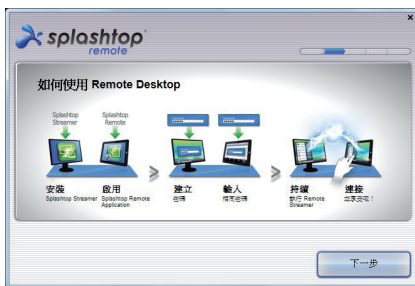 splashtop
remote
如何使用 Remote Desktop
Splashtop Streamer
Splashtop Remote
安裝
Splashtop Streamer
啟用
Splashtop Remote Application
建立
密碼
輸入
相同密碼
持續
執行 Remote Streamer
連接
並享受吧！
下一步